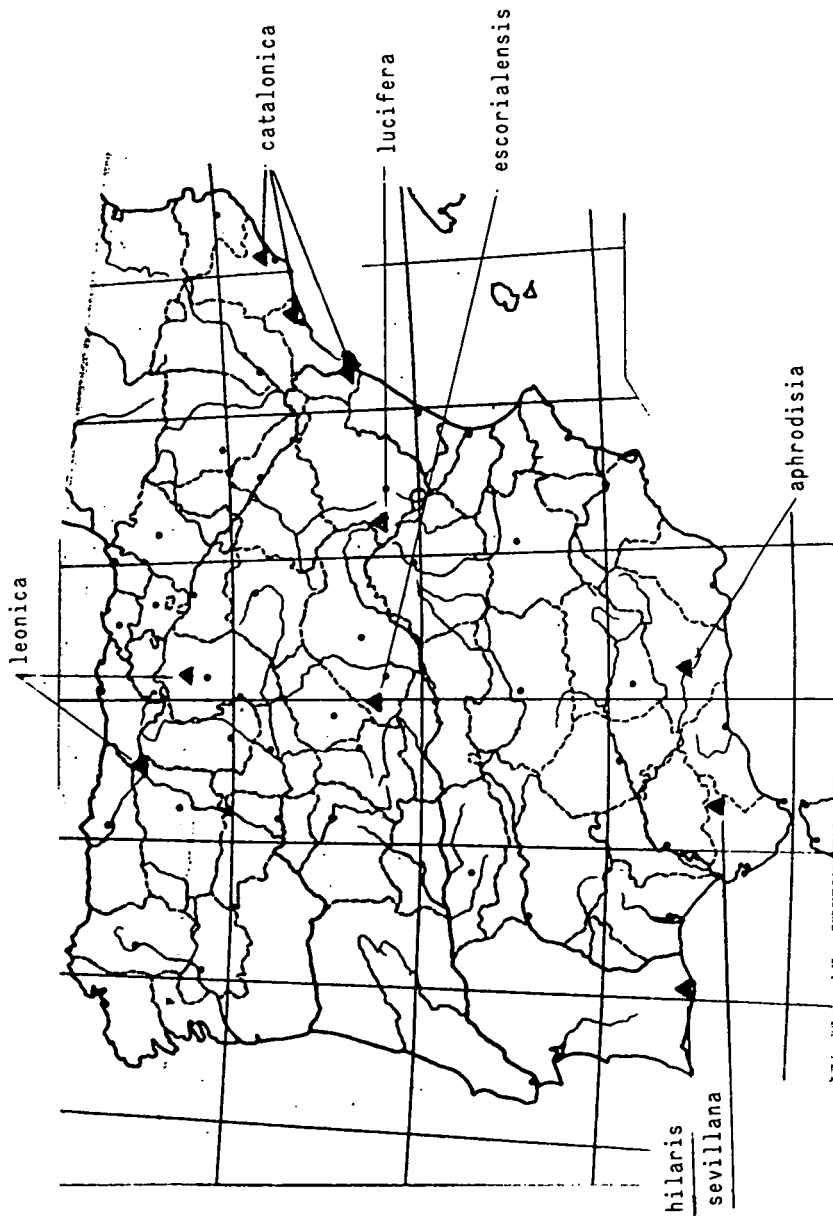 leonica
catalonica
lucifera
escorialensis
aphrodisia
hilaris
sevillana